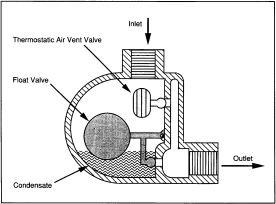 Inlet
Thermostatic Air Vent Valve
Float Valve
Outlet
Condensate